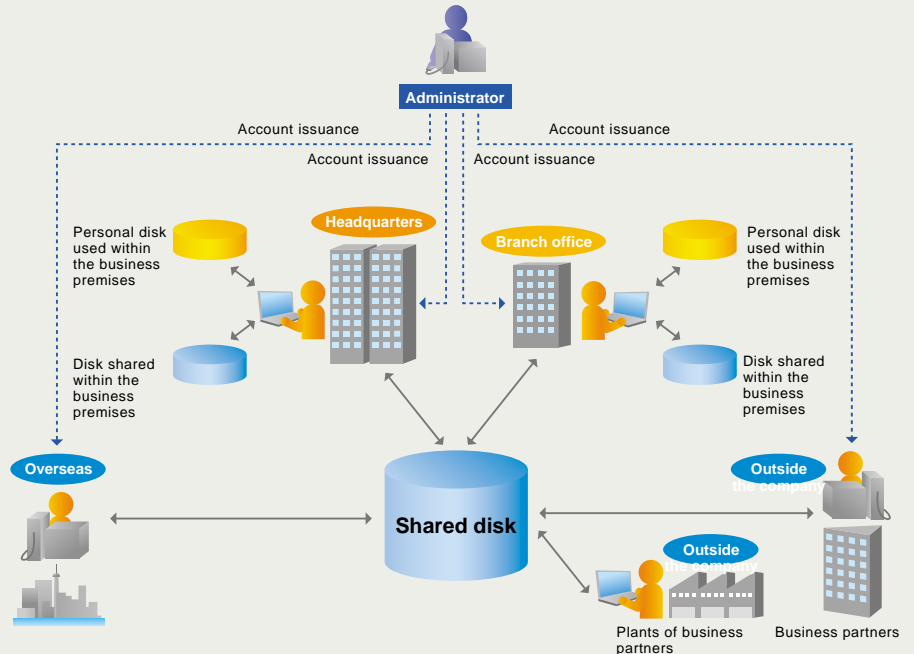 Administrator
Account issuance
Account issuance
Account issuance
Account issuance
Headquarters
Branch office
Personal disk
used within
the business
premises
Personal disk
used within
the business
premises
Disk shared
within the
business
premises
Disk shared
within the
business
premises
Overseas
Outside
the company
Shared disk
Outside
the company
Plants of business
partners
Business partners